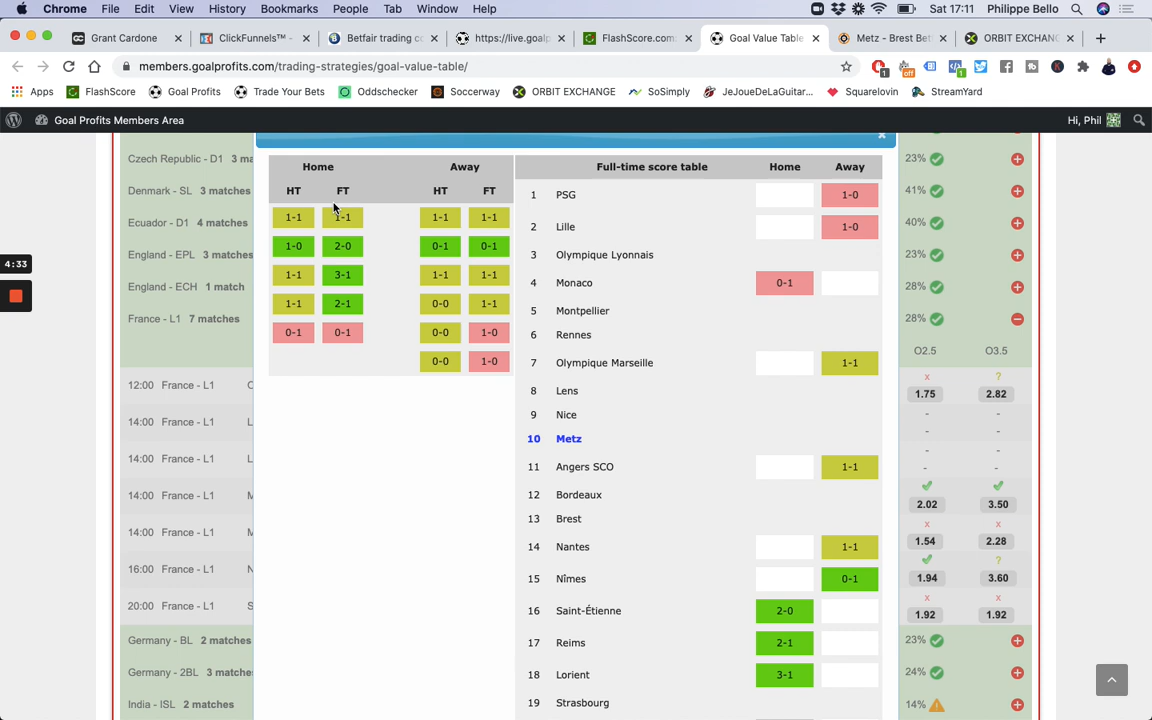 Chrome File Edit View History Bookmarks People Tab Window Help Sat 17:11 Philippe Bello
Grant Cardone × ClickFunnels™ - × Betfair trading co × https://live.goalp × FlashScore.com: × Goal Value Table × Metz - Brest Bet × ORBIT EXCHANG ×
members.goalprofits.com/trading-strategies/goal-value-table/
Apps FlashScore Goal Profits Trade Your Bets Oddschecker Soccerway ORBIT EXCHANGE SoSimply JeJoueDeLaGuitar... Squarelovin StreamYard
Goal Profits Members Area Hi, Phil
Home Away Full-time score table Home Away
HT FT HT FT
1-1 1-1 1-1 1-1
1-0 2-0 0-1 0-1
1-1 3-1 1-1 1-1
1-1 2-1 0-0 1-1
0-1 0-1 0-0 1-0
0-0 1-0
1 PSG 1-0
2 Lille 1-0
3 Olympique Lyonnais
4 Monaco 0-1
5 Montpellier
6 Rennes
7 Olympique Marseille 1-1
8 Lens
9 Nice
10 Metz
11 Angers SCO 1-1
12 Bordeaux
13 Brest
14 Nantes 1-1
15 Nîmes 0-1
16 Saint-Étienne 2-0
17 Reims 2-1
18 Lorient 3-1
19 Strasbourg
Czech Republic - D1 3 ma 23%
Denmark - SL 3 matches 41%
Ecuador - D1 4 matches 40%
England - EPL 3 matches 23%
England - ECH 1 match 28%
France - L1 7 matches 28%
O2.5 O3.5
x ?
12:00 France - L1 1.75 2.82
14:00 France - L1 L - -
- -
14:00 France - L1 L - -
- -
14:00 France - L1 M 2.02 3.50
x x
14:00 France - L1 M 1.54 2.28
?
16:00 France - L1 N 1.94 3.60
x x
20:00 France - L1 S 1.92 1.92
Germany - BL 2 matches 23%
Germany - 2BL 3 matche 24%
India - ISL 2 matches 14%
4:33